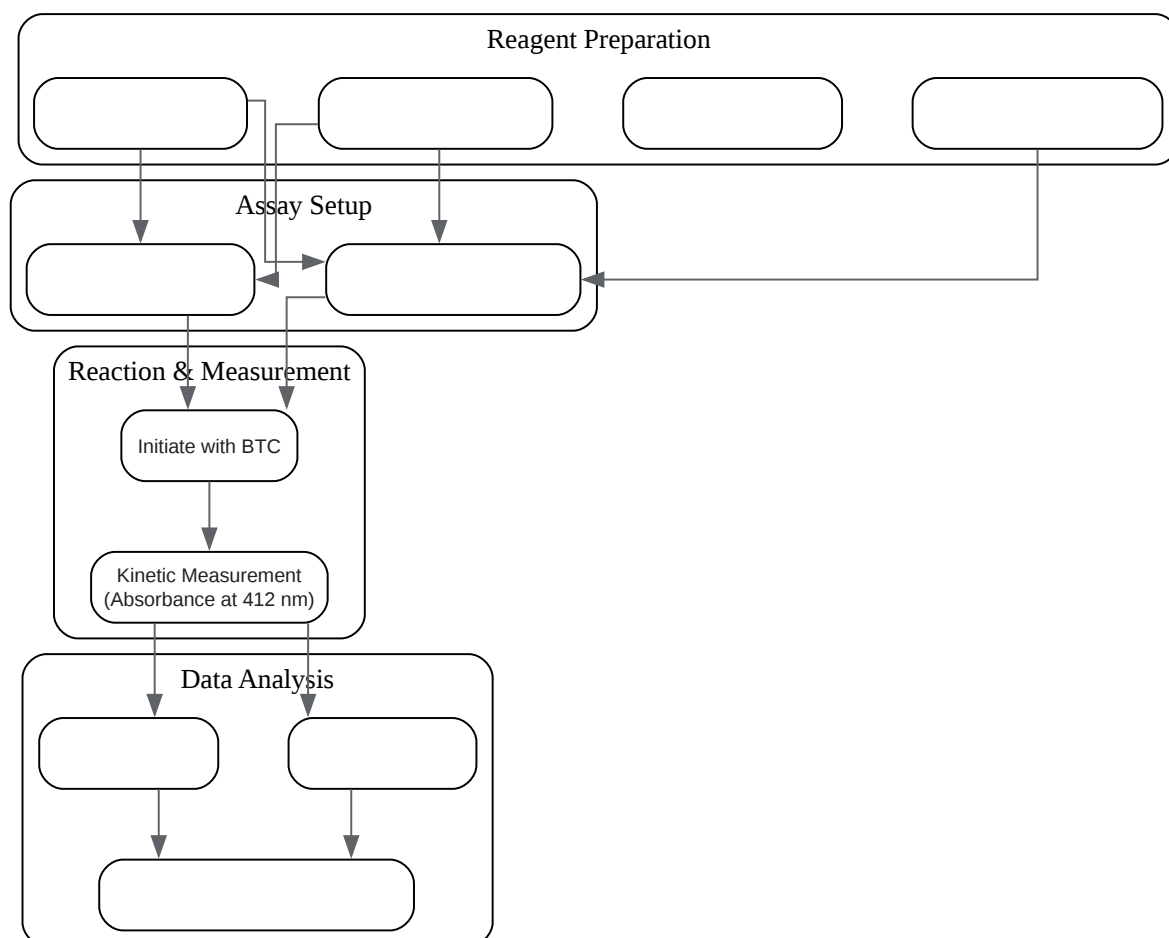 Reagent Preparation
Assay Setup
Reaction & Measurement
Initiate with BTC
Kinetic Measurement
(Absorbance at 412 nm)
Data Analysis